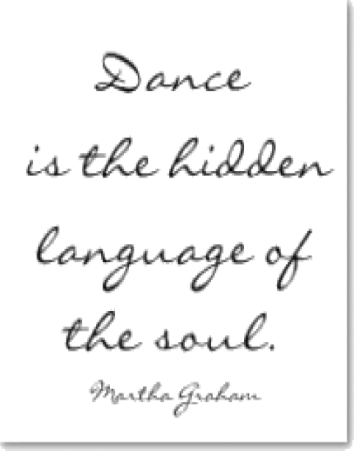 Dance
is the hidden
language of
the soul.
Martha Graham